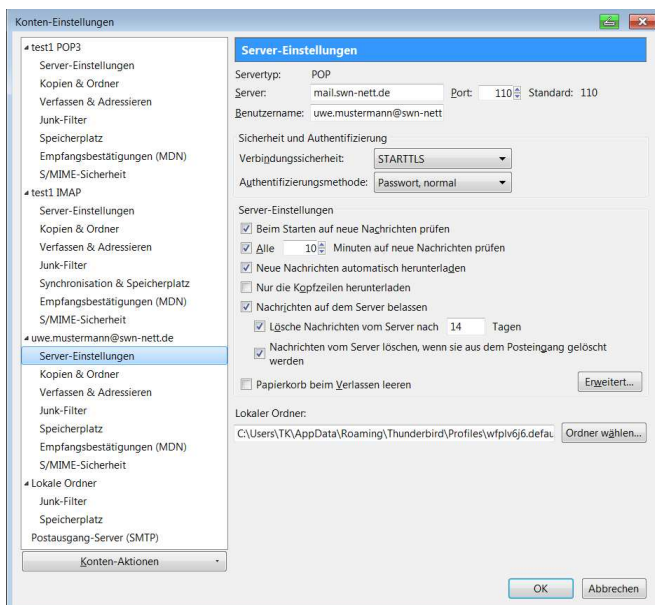 Konten-Einstellungen
test1 POP3
Server-Einstellungen
Kopien & Ordner
Verfassen & Adressieren
Junk-Filter
Speicherplatz
Empfangsbestätigungen (MDN)
S/MIME-Sicherheit
test1 IMAP
Server-Einstellungen
Kopien & Ordner
Verfassen & Adressieren
Junk-Filter
Synchronisation & Speicherplatz
Empfangsbestätigungen (MDN)
S/MIME-Sicherheit
uwe.mustermann@swn-nett.de
Server-Einstellungen
Kopien & Ordner
Verfassen & Adressieren
Junk-Filter
Speicherplatz
Empfangsbestätigungen (MDN)
S/MIME-Sicherheit
Lokale Ordner
Junk-Filter
Speicherplatz
Postausgang-Server (SMTP)
Konten-Aktionen
Server-Einstellungen
Servertyp: POP
Server: mail.swn-nett.de Port: 110 Standard: 110
Benutzername: uwe.mustermann@swn-nett
Sicherheit und Authentifizierung
Verbindungssicherheit: STARTTLS
Authentifizierungsmethode: Passwort, normal
Server-Einstellungen
Beim Starten auf neue Nachrichten prüfen
Alle 10 Minuten auf neue Nachrichten prüfen
Neue Nachrichten automatisch herunterladen
Nur die Kopfzeilen herunterladen
Nachrichten auf dem Server belassen
Lösche Nachrichten vom Server nach 14 Tagen
Nachrichten vom Server löschen, wenn sie aus dem Posteingang gelöscht
werden
Papierkorb beim Verlassen leeren Erweitert...
Lokaler Ordner:
C:\Users\TK\AppData\Roaming\Thunderbird\Profiles\wfplv6j6.defau Ordner wählen...
OK Abbrechen